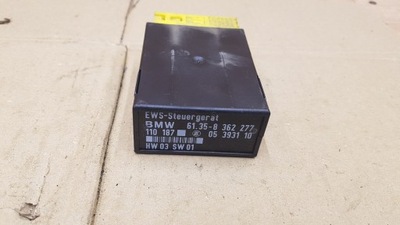 EWS-Steuergerät
BMW 61.35-8 362 277
110 187 05 3931 10
HW 03 SW 01